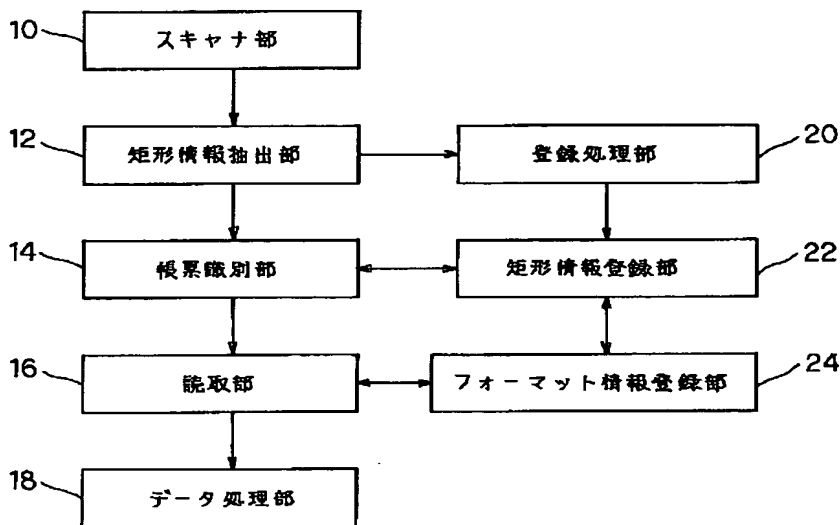 10 スキャナ部
12 矩形情報抽出部 登録処理部 20
14 帳票識別部 矩形情報登録部 22
16 読取部 フォーマット情報登録部 24
18 データ処理部